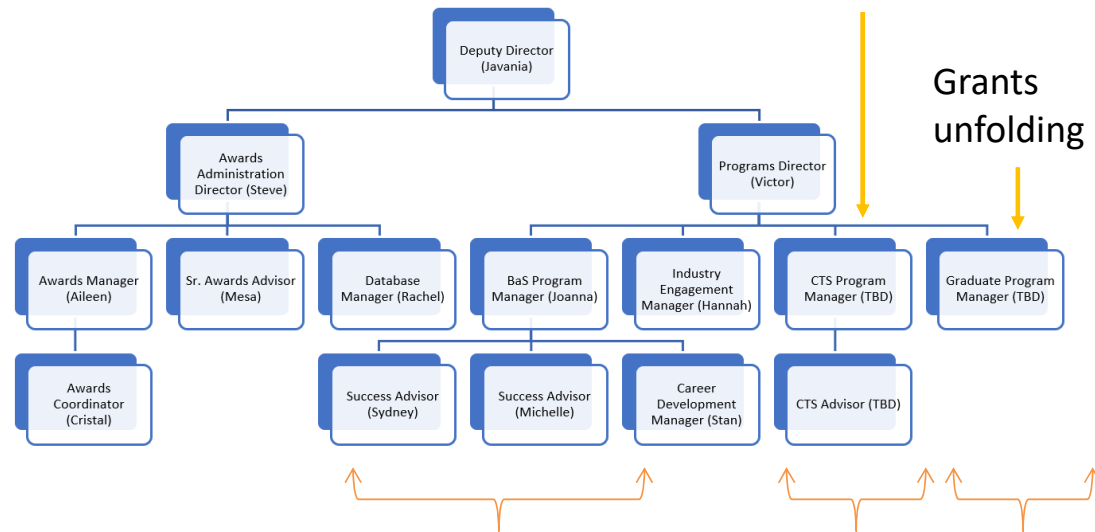 Deputy Director
(Javania)
Grants
unfolding
Awards
Administration
Director (Steve)
Programs Director
(Victor)
Awards Manager
(Aileen)
Sr. Awards Advisor
(Mesa)
Database
Manager (Rachel)
BaS Program
Manager (Joanna)
Industry
Engagement
Manager (Hannah)
CTS Program
Manager (TBD)
Graduate Program
Manager (TBD)
Awards
Coordinator
(Cristal)
Success Advisor
(Sydney)
Success Advisor
(Michelle)
Career
Development
Manager (Stan)
CTS Advisor (TBD)